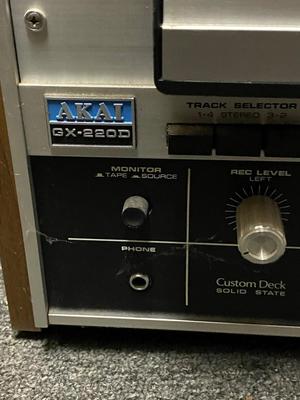 AKAI
GX-220D
TRACK SELECTOR
1-4 STEREO 3-2
MONITOR
TAPE SOURCE
REC LEVEL
LEFT
PHONE
Custom Deck
SOLID STATE